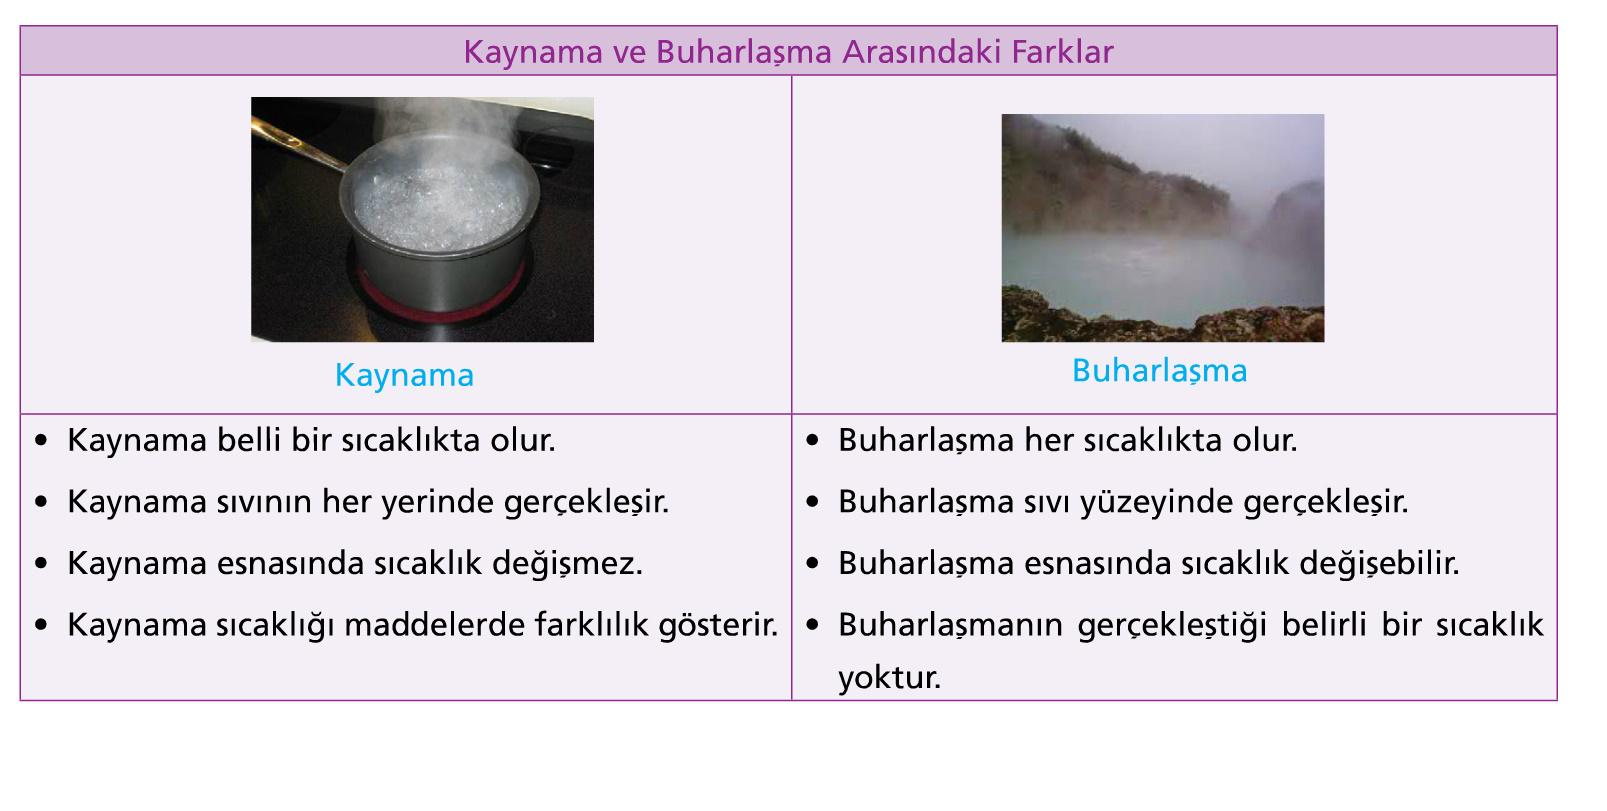 Kaynama ve Buharlaşma Arasındaki Farklar
Kaynama
Buharlaşma
• Kaynama belli bir sıcaklıkta olur.
• Kaynama sıvının her yerinde gerçekleşir.
• Kaynama esnasında sıcaklık değişmez.
• Kaynama sıcaklığı maddelerde farklılık gösterir.
• Buharlaşma her sıcaklıkta olur.
• Buharlaşma sıvı yüzeyinde gerçekleşir.
• Buharlaşma esnasında sıcaklık değişebilir.
• Buharlaşmanın gerçekleştiği belirli bir sıcaklık
yoktur.